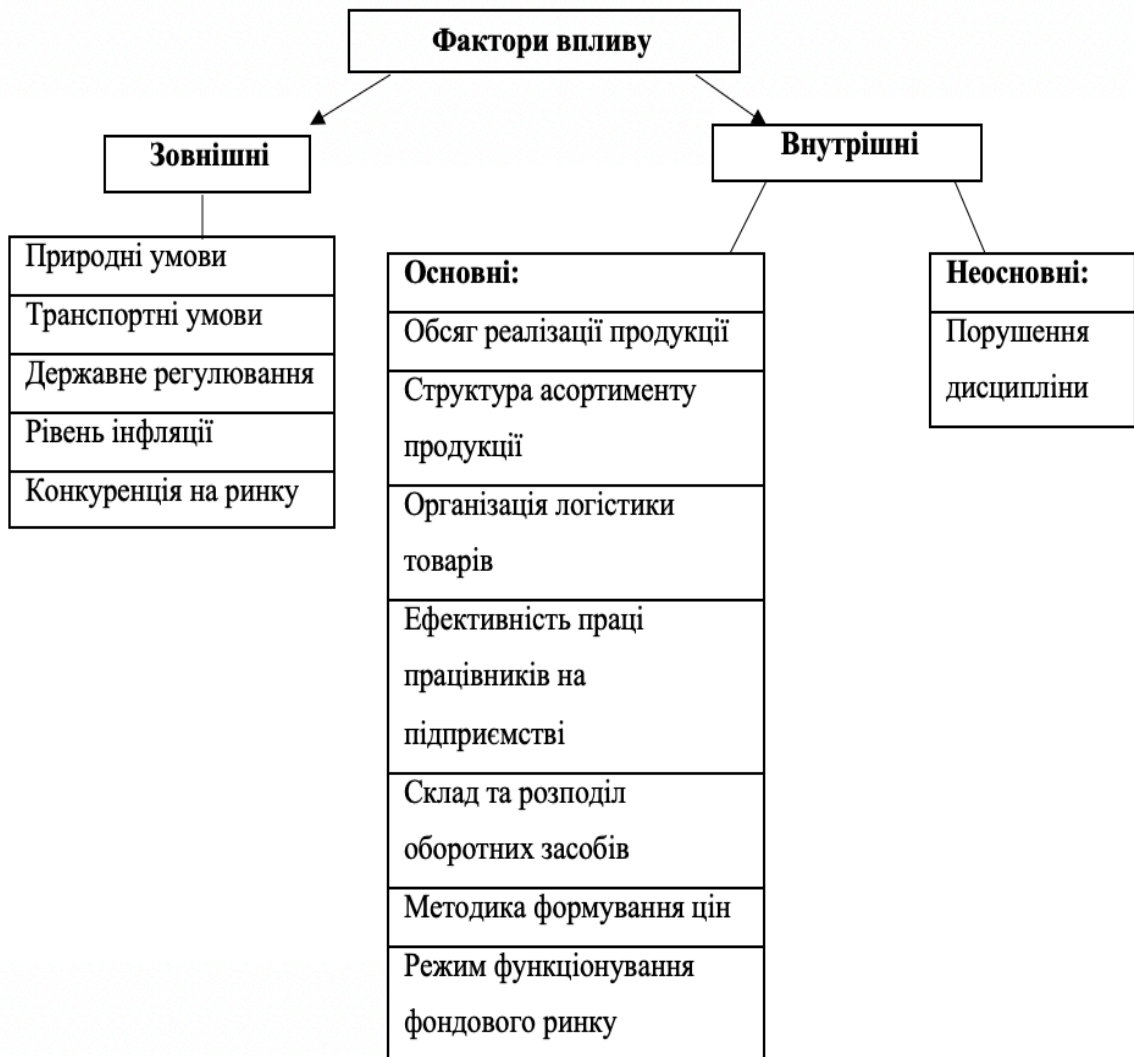 Фактори впливу
Зовнішні
Внутрішні
Природні умови
Транспортні умови
Державне регулювання
Рівень інфляції
Конкуренція на ринку
Основні:
Обсяг реалізації продукції
Структура асортименту
продукції
Організація логістики
товарів
Ефективність праці
працівників на
підприємстві
Склад та розподіл
оборотних засобів
Методика формування цін
Режим функціонування
фондового ринку
Неосновні:
Порушення
дисципліни